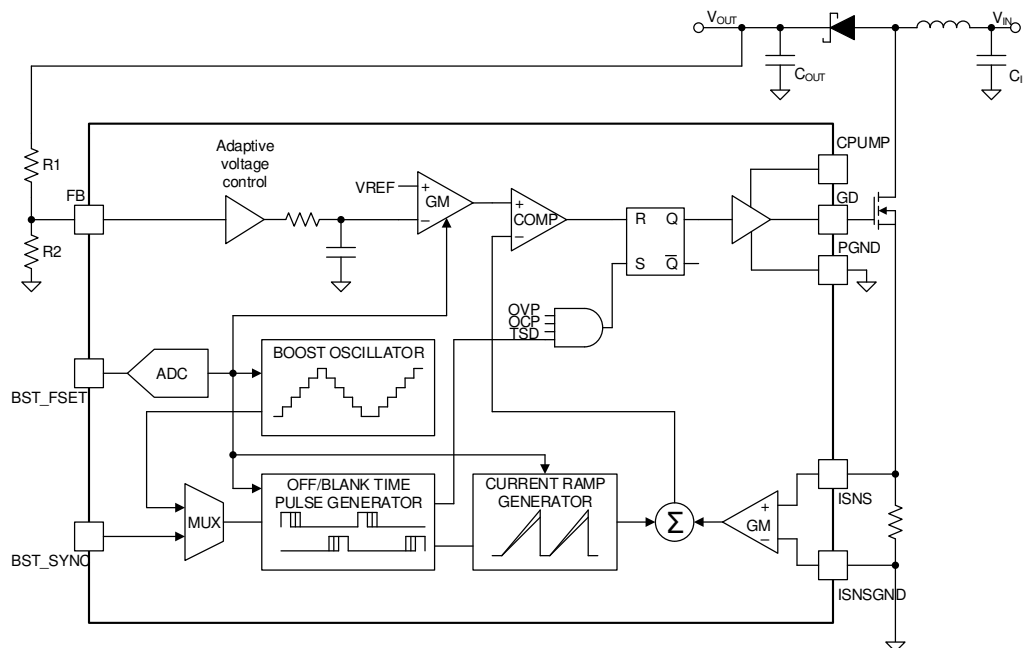 VOUT
VIN
COUT
CI
CPUMP
Adaptive
voltage
control
R1
FB
VREF
+
GM
−
+
COMP
−
R Q
S Q̅
GD
R2
PGND
OVP
OCP
TSD
BOOST OSCILLATOR
ADC
BST_FSET
OFF/BLANK TIME
PULSE GENERATOR
CURRENT RAMP
GENERATOR
ISNS
MUX
Σ
+
GM
−
BST_SYNC
ISNSGND